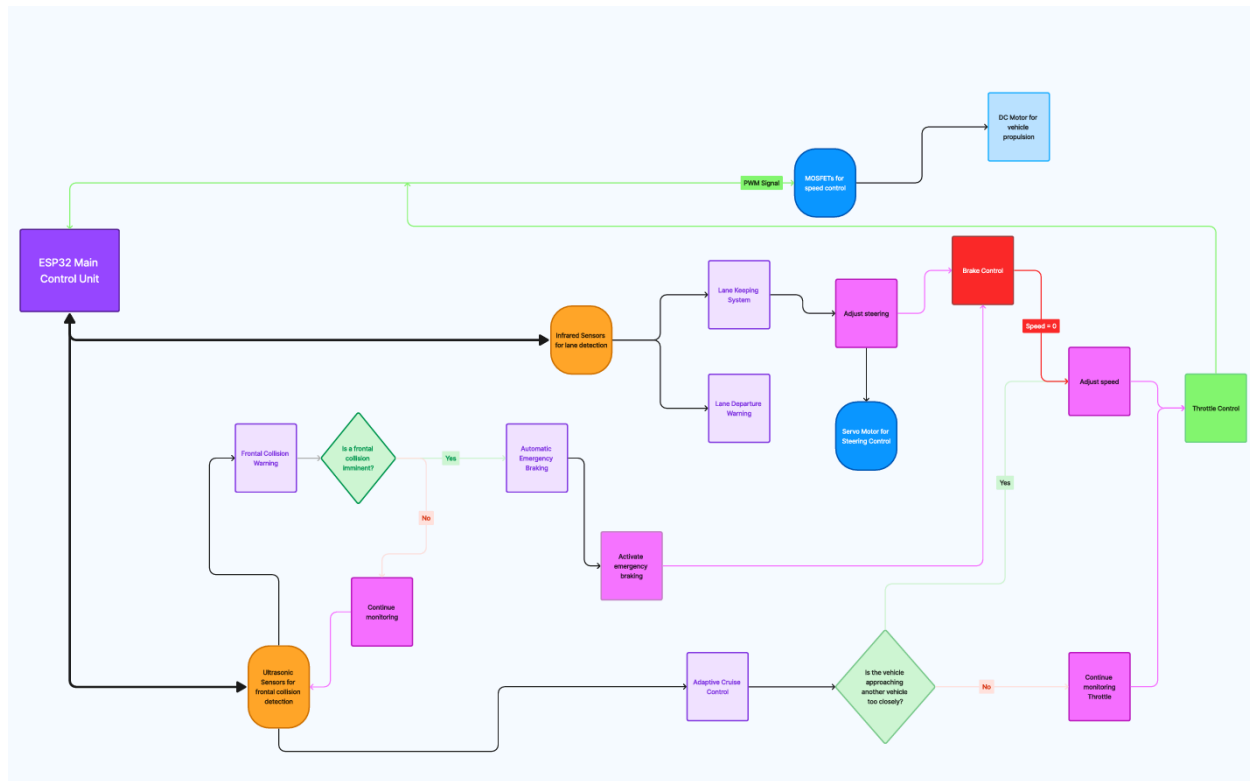 DC Motor for
vehicle
propulsion
PWM Signal
MOSFETs for
speed control
ESP32 Main
Control Unit
Brake Control
Lane Keeping
System
Adjust steering
Infrared Sensors
for lane detection
Speed = 0
Adjust speed
Throttle Control
Lane Departure
Warning
Servo Motor for
Steering Control
Frontal Collision
Warning
Is a frontal
collision
imminent?
Yes
Automatic
Emergency
Braking
No
Yes
Activate
emergency
braking
Continue
monitoring
Ultrasonic
Sensors for
frontal collision
detection
Adaptive Cruise
Control
Is the vehicle
approaching
another vehicle
too closely?
No
Continue
monitoring
Throttle